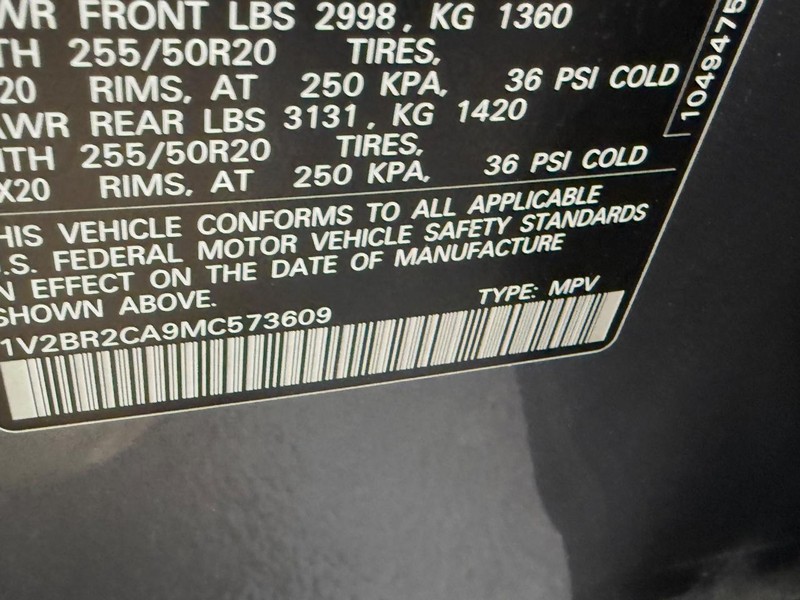 WR FRONT LBS 2998, KG 1360
TH 255/50R20 TIRES,
20 RIMS, AT 250 KPA, 36 PSI COLD
AWR REAR LBS 3131, KG 1420
ITH 255/50R20 TIRES,
X20 RIMS, AT 250 KPA, 36 PSI COLD
HIS VEHICLE CONFORMS TO ALL APPLICABLE
.S. FEDERAL MOTOR VEHICLE SAFETY STANDARDS
N EFFECT ON THE DATE OF MANUFACTURE
SHOWN ABOVE.
1V2BR2CA9MC573609 TYPE: MPV
1049475